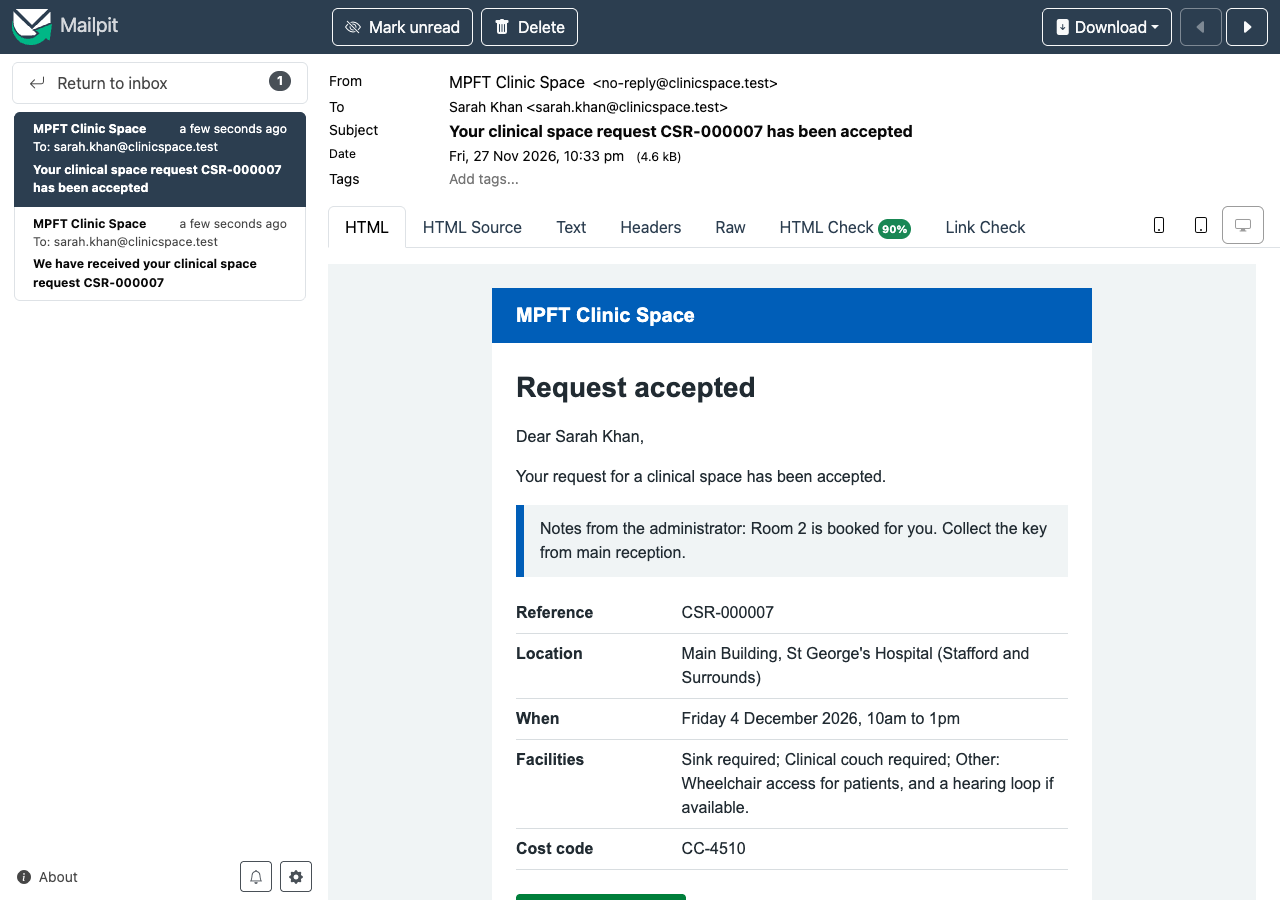 Mailpit
Mark unread
Delete
Download
Return to inbox
1
MPFT Clinic Space a few seconds ago
To: sarah.khan@clinicspace.test
Your clinical space request CSR-000007
has been accepted
MPFT Clinic Space a few seconds ago
To: sarah.khan@clinicspace.test
We have received your clinical space
request CSR-000007
About
From MPFT Clinic Space <no-reply@clinicspace.test>
To Sarah Khan <sarah.khan@clinicspace.test>
Subject Your clinical space request CSR-000007 has been accepted
Date Fri, 27 Nov 2026, 10:33 pm (4.6 kB)
Tags Add tags...
HTML HTML Source Text Headers Raw HTML Check 90% Link Check
MPFT Clinic Space
Request accepted
Dear Sarah Khan,
Your request for a clinical space has been accepted.
Notes from the administrator: Room 2 is booked for you. Collect the key
from main reception.
Reference CSR-000007
Location Main Building, St George's Hospital (Stafford and
Surrounds)
When Friday 4 December 2026, 10am to 1pm
Facilities Sink required; Clinical couch required; Other:
Wheelchair access for patients, and a hearing loop if
available.
Cost code CC-4510